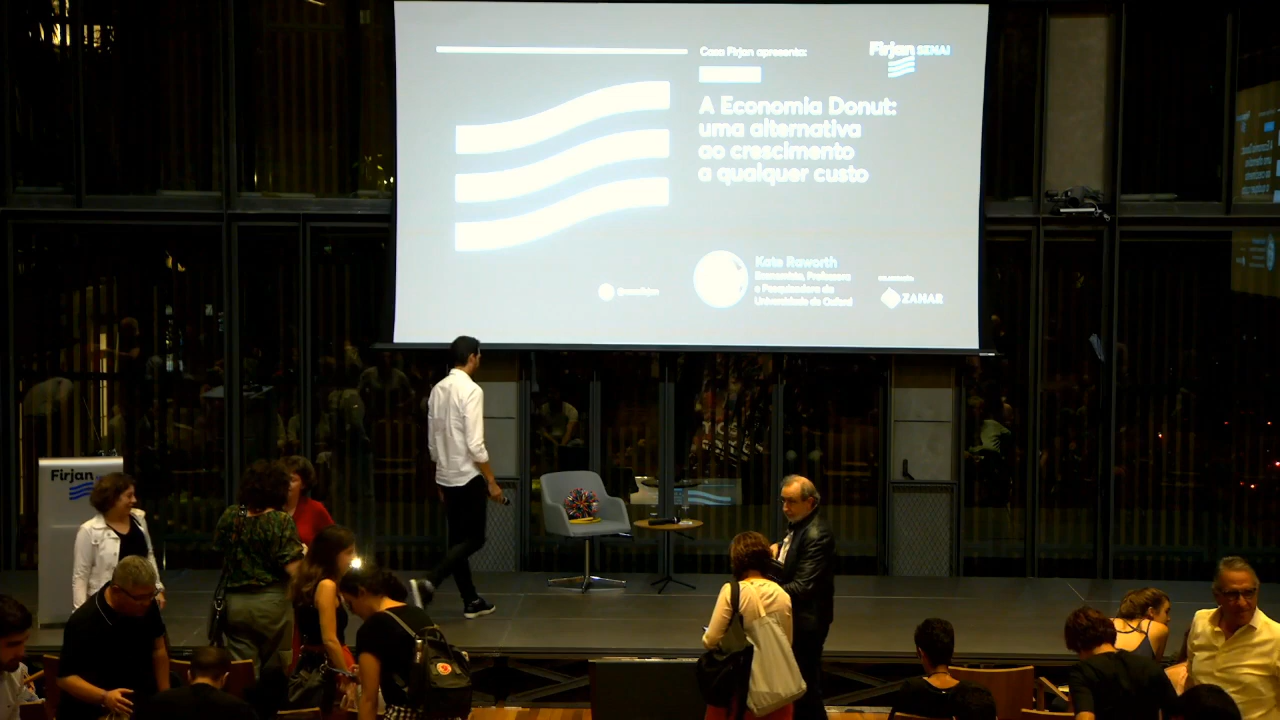 Casa Firjan apresenta:
Firjan SENAI
A Economia Donut:
uma alternativa
ao crescimento
a qualquer custo
Kate Raworth
Economista, Professora
e Pesquisadora da
Universidade de Oxford
ZAHAR
Firjan